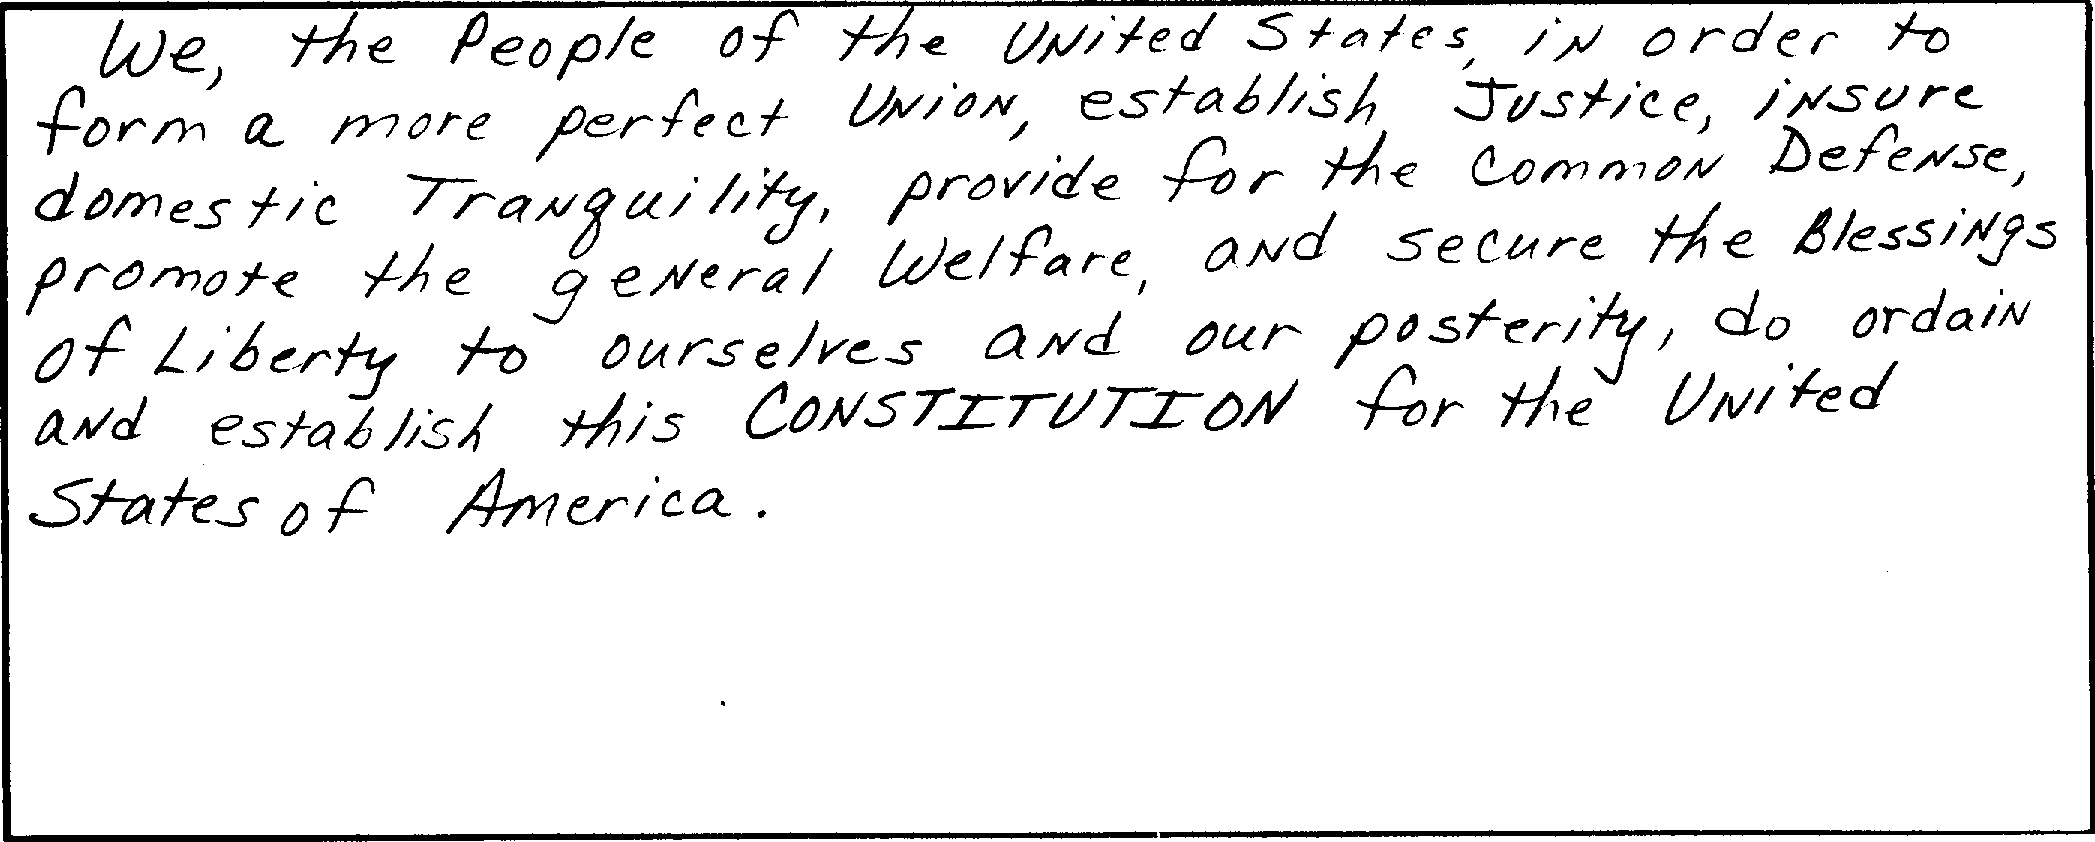 We, the People of the United States, in order to
form a more perfect Union, establish Justice, insure
domestic Tranquility, provide for the common Defense,
promote the general Welfare, and secure the Blessings
of Liberty to ourselves and our posterity, do ordain
and establish this CONSTITUTION for the United
States of America.